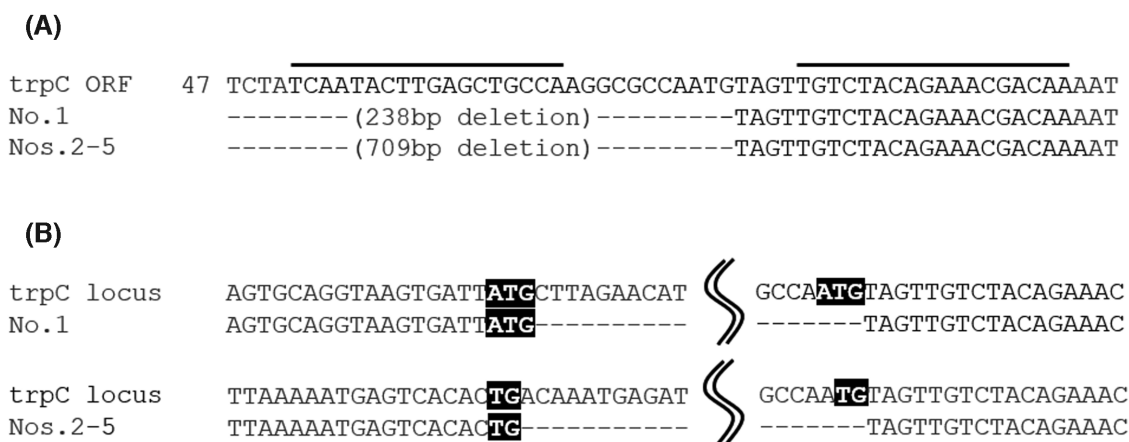 (A)
trpC ORF 47 TCTATCAATACTTGAGCTGCCAAGGCGCCAATGTAGTTGTCTACAGAAACGACAAAAT
No.1 --------(238bp deletion)---------TAGTTGTCTACAGAAACGACAAAAT
Nos.2-5 --------(709bp deletion)---------TAGTTGTCTACAGAAACGACAAAAT
(B)
trpC locus AGTGCAGGTAAGTGATTATGCTTAGAACAT GCCAATGTAGTTGTCTACAGAAAC
No.1 AGTGCAGGTAAGTGATTATG---------- -------TAGTTGTCTACAGAAAC
trpC locus TTAAAAATGAGTCACACTGACAAATGAGAT GCCAATGTAGTTGTCTACAGAAAC
Nos.2-5 TTAAAAATGAGTCACACTG----------- -------TAGTTGTCTACAGAAAC